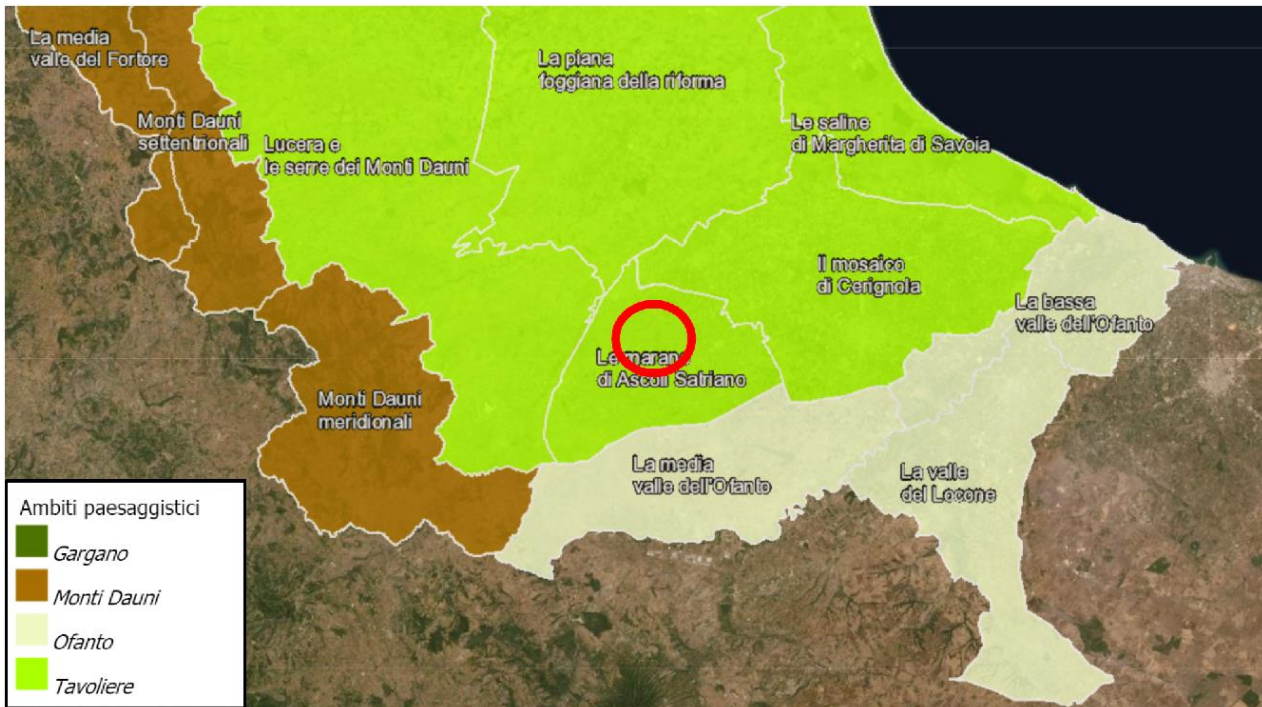 La media
valle del Fortore
La piana
foggiana della riforma
Monti Dauni
settentrionali
Lucera e
le serre dei Monti Dauni
Le saline
di Margherita di Savoia
Il mosaico
di Cerignola
La bassa
valle dell'Ofanto
Le marane
di Ascoli Satriano
Monti Dauni
meridionali
La media
valle dell'Ofanto
La valle
del Locone
Ambiti paesaggistici
Gargano
Monti Dauni
Ofanto
Tavoliere